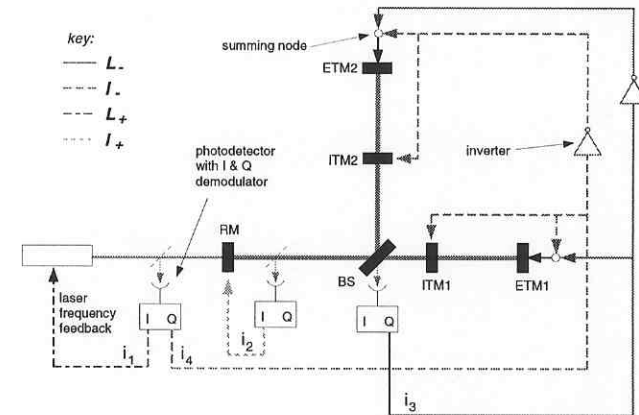 key:
L-
l-
L+
l+
summing node
ETM2
ITM2
inverter
photodetector
with I & Q
demodulator
RM
BS
ITM1
ETM1
laser
frequency
feedback
I Q
I Q
I Q
i1
i4
i2
i3